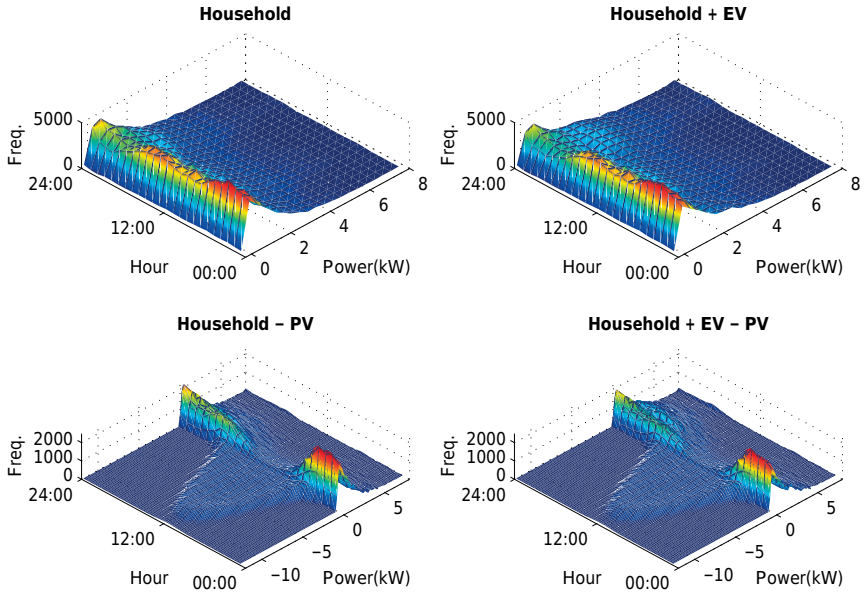 Household
Household + EV
Freq.
5000
0
24:00
12:00
00:00
Hour
0
2
4
6
8
Power(kW)
Freq.
5000
0
24:00
12:00
00:00
Hour
0
2
4
6
8
Power(kW)
Household − PV
Household + EV − PV
Freq.
2000
1000
0
24:00
12:00
00:00
Hour
−10
−5
0
5
Power(kW)
Freq.
2000
1000
0
24:00
12:00
00:00
Hour
−10
−5
0
5
Power(kW)